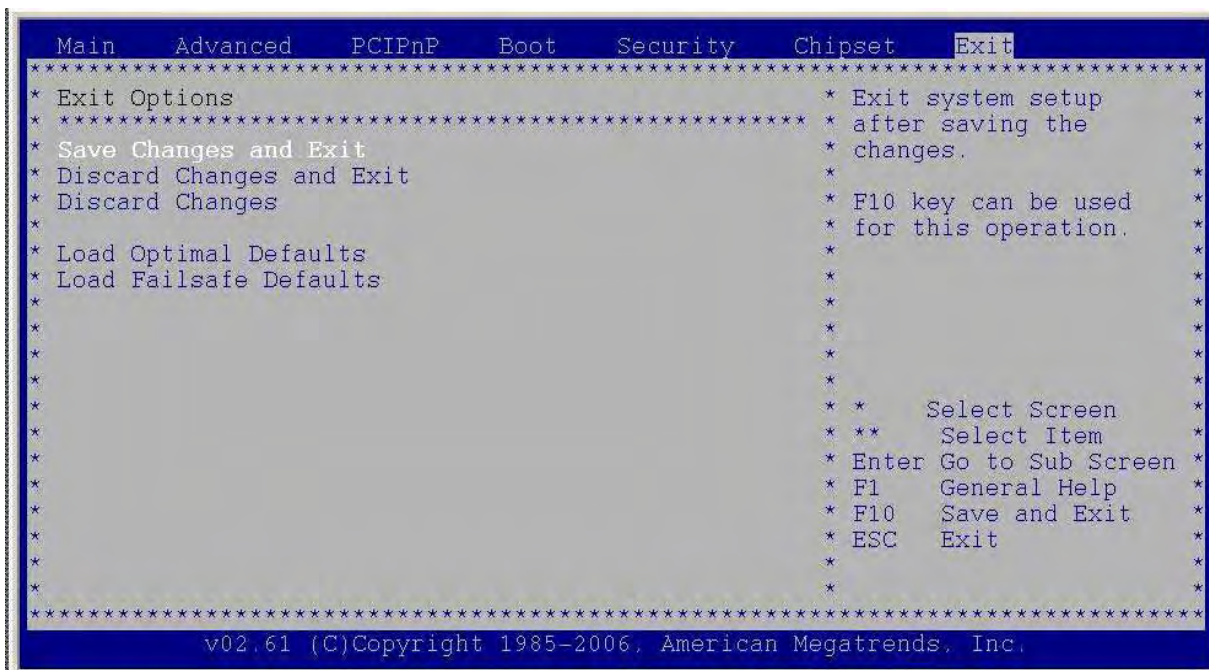 Main Advanced PCIPnP Boot Security Chipset Exit
*******************************************************************************
* Exit Options * Exit system setup *
* *************************************************** * after saving the *
* Save Changes and Exit * changes. *
* Discard Changes and Exit * *
* Discard Changes * F10 key can be used *
* * for this operation. *
* Load Optimal Defaults * *
* Load Failsafe Defaults * *
* * *
* * *
* * *
* * *
* * * Select Screen *
* * ** Select Item *
* * Enter Go to Sub Screen *
* * F1 General Help *
* * F10 Save and Exit *
* * ESC Exit *
* * *
* * *
*******************************************************************************
v02.61 (C)Copyright 1985-2006, American Megatrends, Inc.